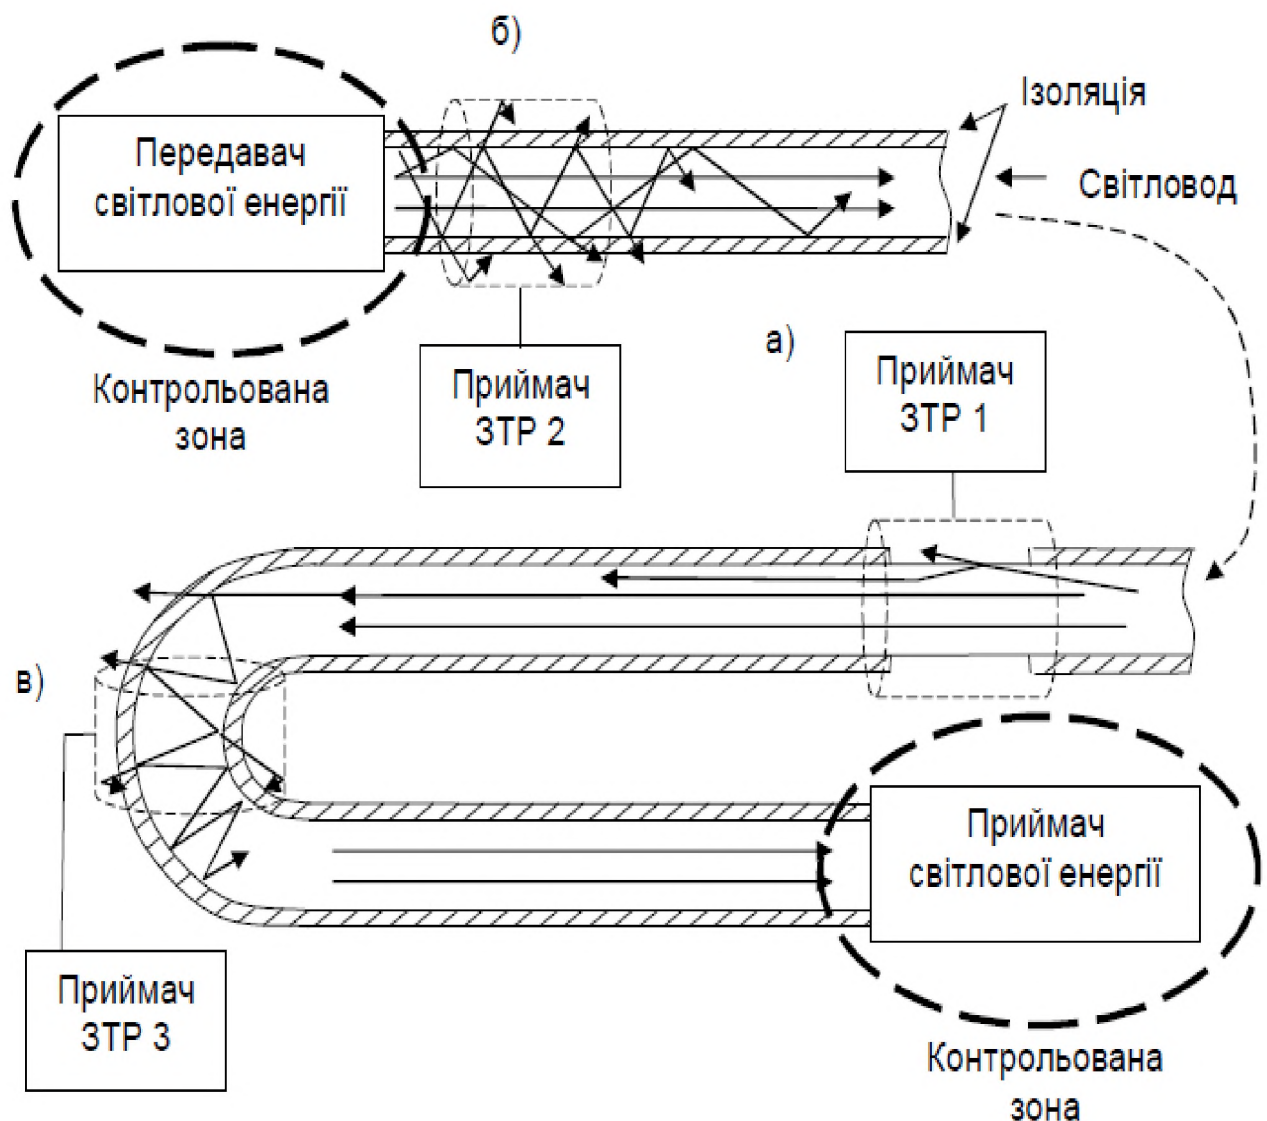 б)
Ізоляція
Передавач
світлової енергії
Світловод
Контрольована
зона
Приймач
ЗТР 2
а)
Приймач
ЗТР 1
в)
Приймач
світлової енергії
Приймач
ЗТР 3
Контрольована
зона